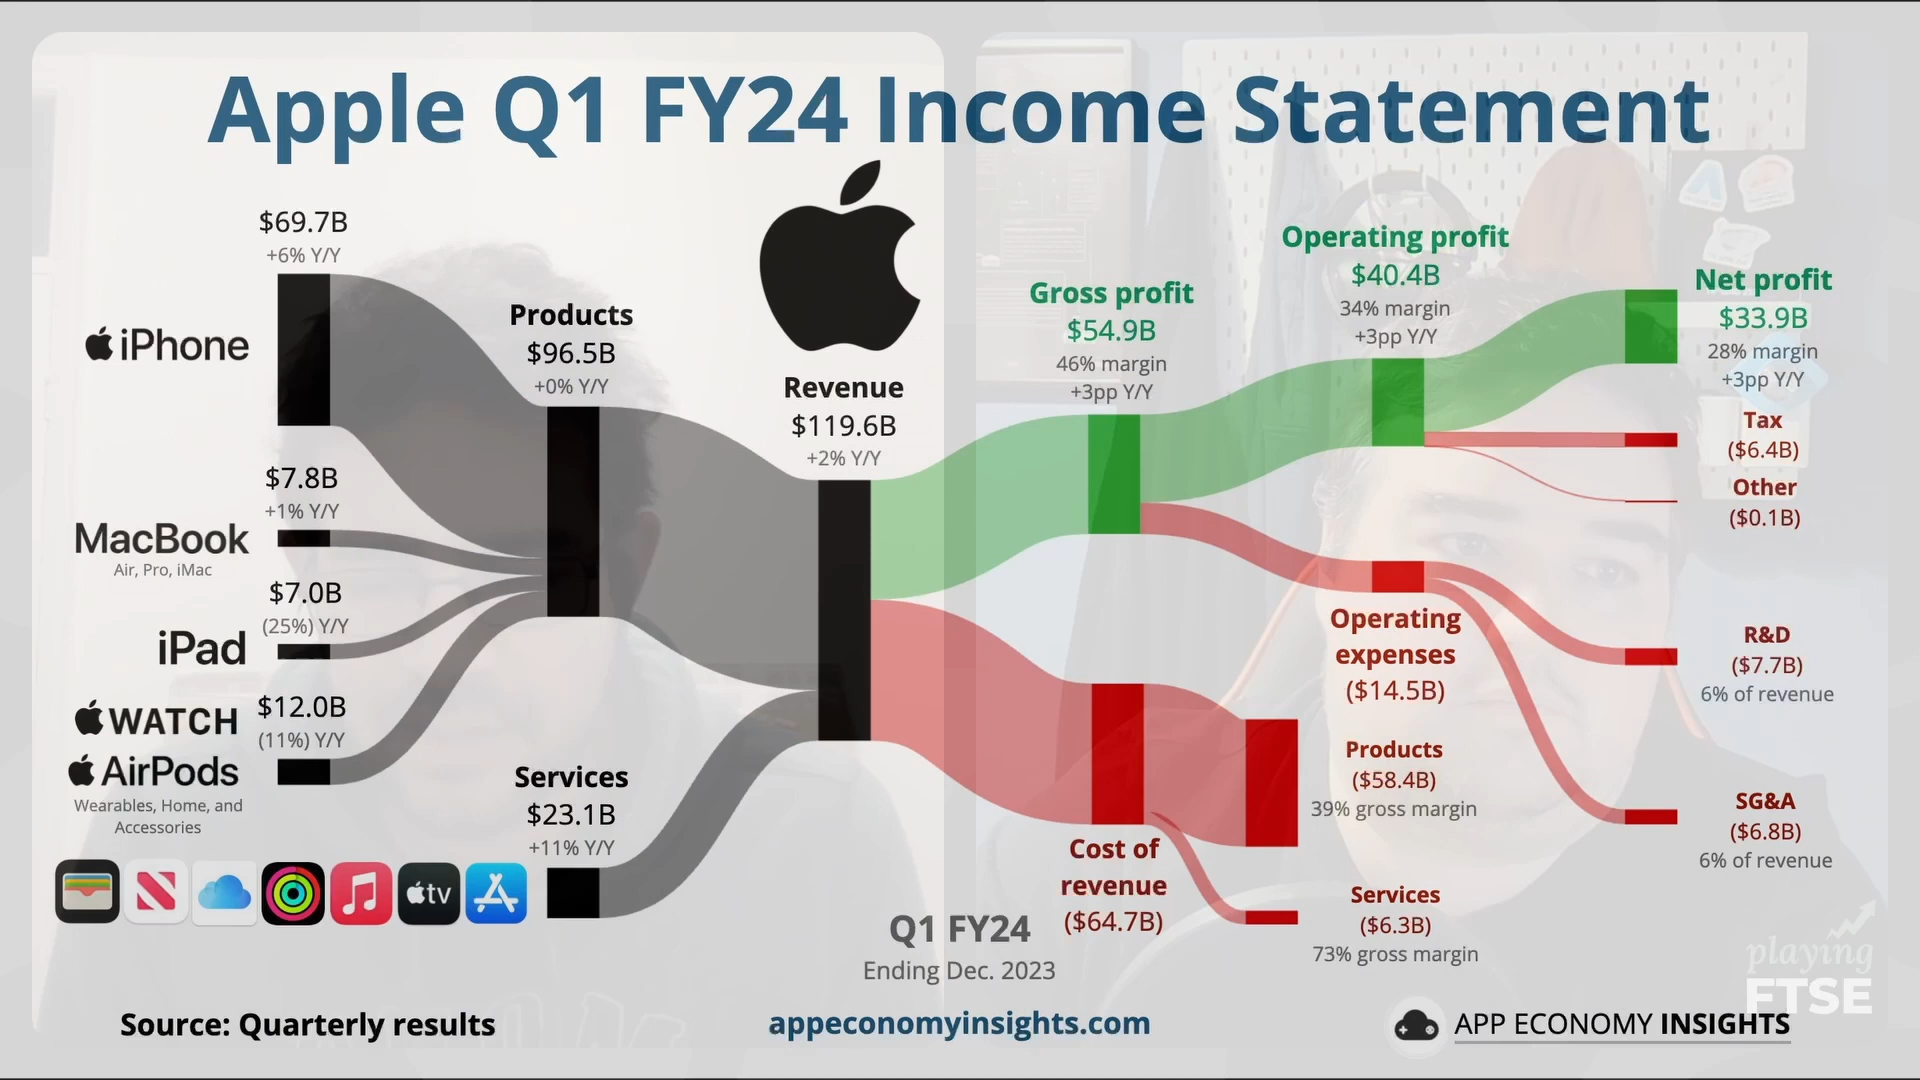 Apple Q1 FY24 Income Statement
$69.7B
+6% Y/Y
iPhone
$7.8B
+1% Y/Y
MacBook
Air, Pro, iMac
$7.0B
(25%) Y/Y
iPad
$12.0B
(11%) Y/Y
WATCH
AirPods
Wearables, Home, and
Accessories
tv
Products
$96.5B
+0% Y/Y
Services
$23.1B
+11% Y/Y
Revenue
$119.6B
+2% Y/Y
Gross profit
$54.9B
46% margin
+3pp Y/Y
Operating profit
$40.4B
34% margin
+3pp Y/Y
Net profit
$33.9B
28% margin
+3pp Y/Y
Tax
($6.4B)
Other
($0.1B)
Operating
expenses
($14.5B)
R&D
($7.7B)
6% of revenue
SG&A
($6.8B)
6% of revenue
Cost of
revenue
($64.7B)
Products
($58.4B)
39% gross margin
Services
($6.3B)
73% gross margin
Q1 FY24
Ending Dec. 2023
Source: Quarterly results
appeconomyinsights.com
APP ECONOMY INSIGHTS
playing
FTSE